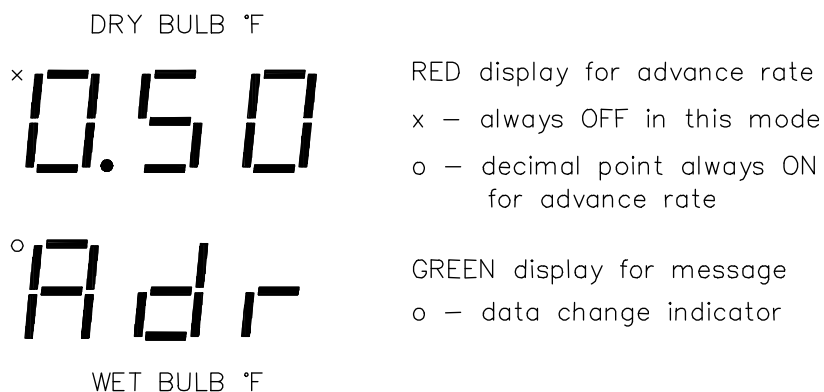 DRY BULB °F
x 0.50
RED display for advance rate
x – always OFF in this mode
o – decimal point always ON
for advance rate
o Adr
GREEN display for message
o – data change indicator
WET BULB °F